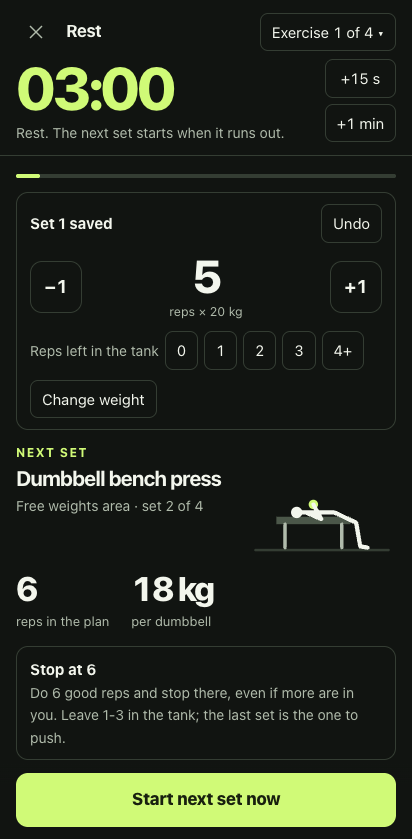 Rest
Exercise 1 of 4 ▾
03:00
+15 s
+1 min
Rest. The next set starts when it runs out.
Set 1 saved
Undo
−1
5
+1
reps × 20 kg
Reps left in the tank
0
1
2
3
4+
Change weight
NEXT SET
Dumbbell bench press
Free weights area · set 2 of 4
6
18 kg
reps in the plan
per dumbbell
Stop at 6
Do 6 good reps and stop there, even if more are in
you. Leave 1-3 in the tank; the last set is the one to
push.
Start next set now